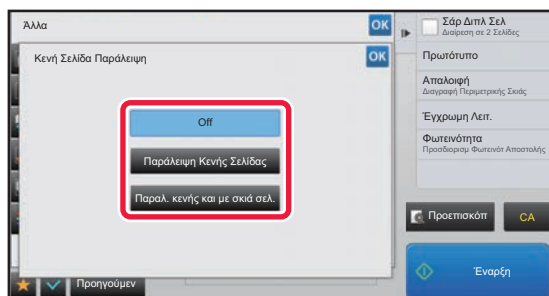 Άλλα
OK
Κενή Σελίδα Παράλειψη
OK
Off
Παράλειψη Κενής Σελίδας
Παραλ. κενής και με σκιά σελ.
Προηγούμεν
Σάρ Διπλ Σελ
Διαίρεση σε 2 Σελίδες
Πρωτότυπο
Απαλοιφή
Διαγραφή Περιμετρικής Σκιάς
Έγχρωμη Λειτ.
Φωτεινότητα
Προσδιορισμ Φωτεινότ Αποστολής
Προεπισκόπ
CA
Έναρξη